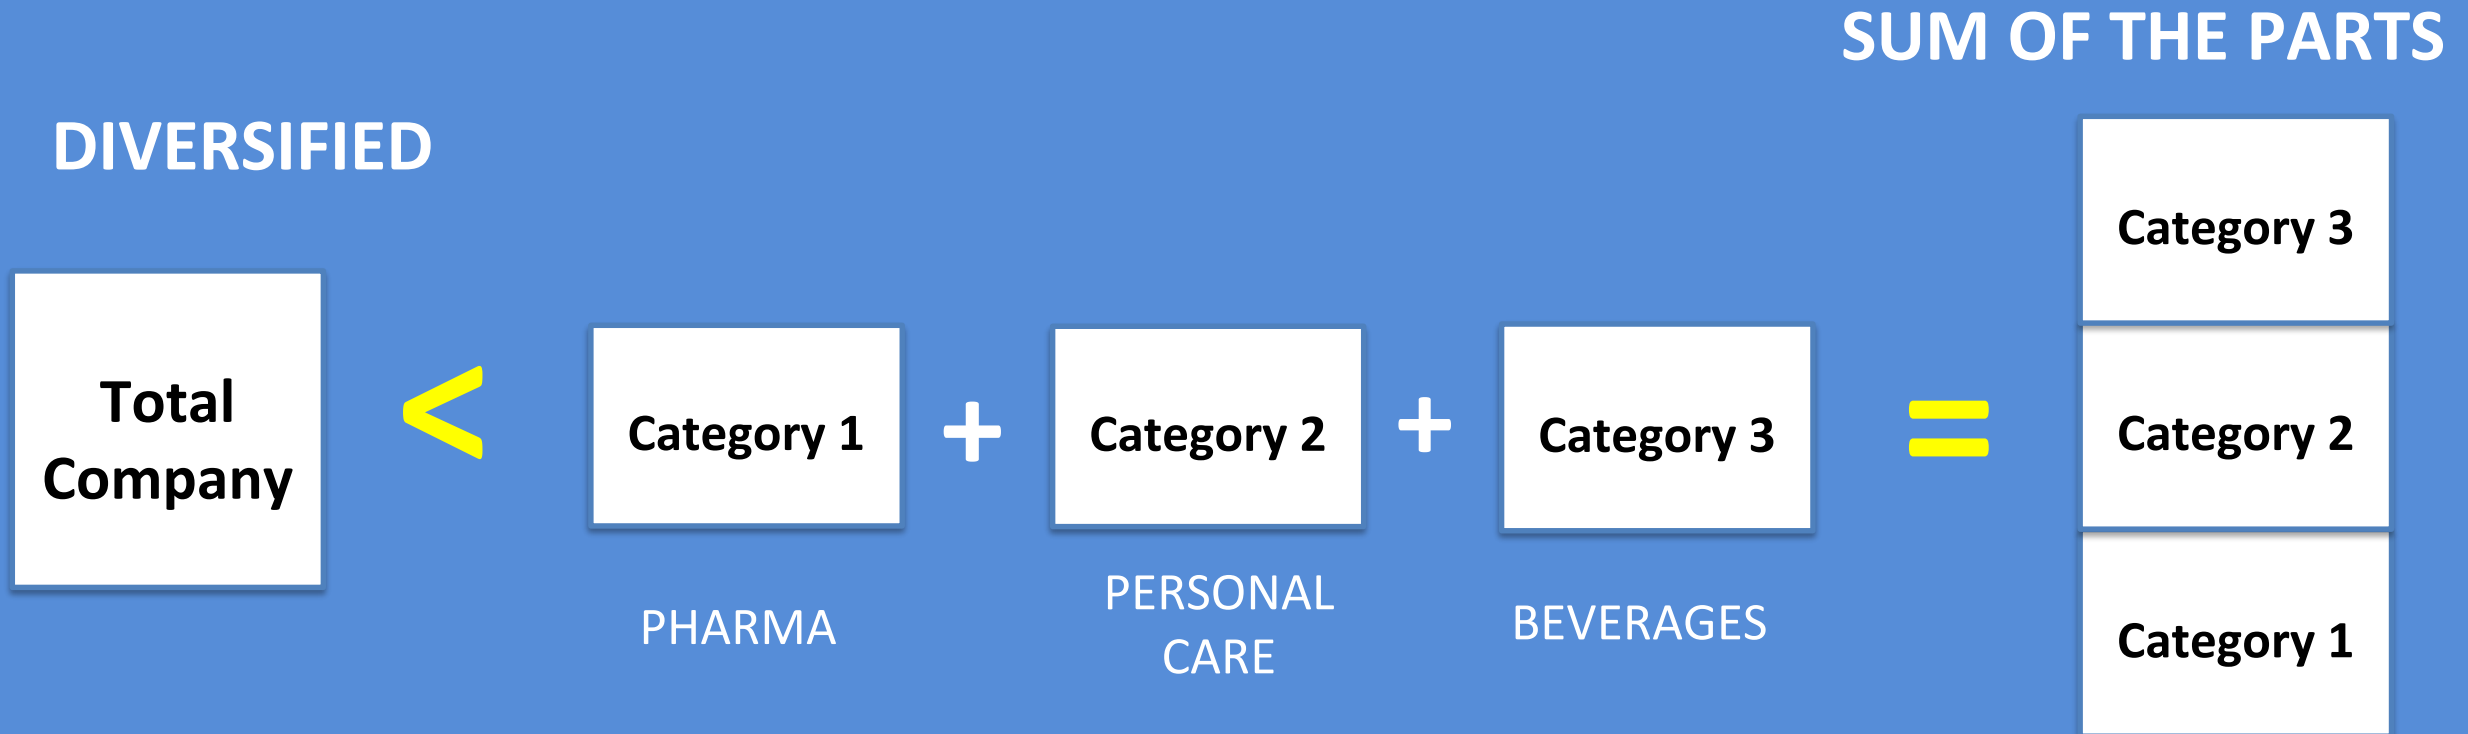 SUM OF THE PARTS
DIVERSIFIED
Total
Company
<
Category 1
+
Category 2
+
Category 3
=
Category 3
Category 2
Category 1
PHARMA
PERSONAL
CARE
BEVERAGES